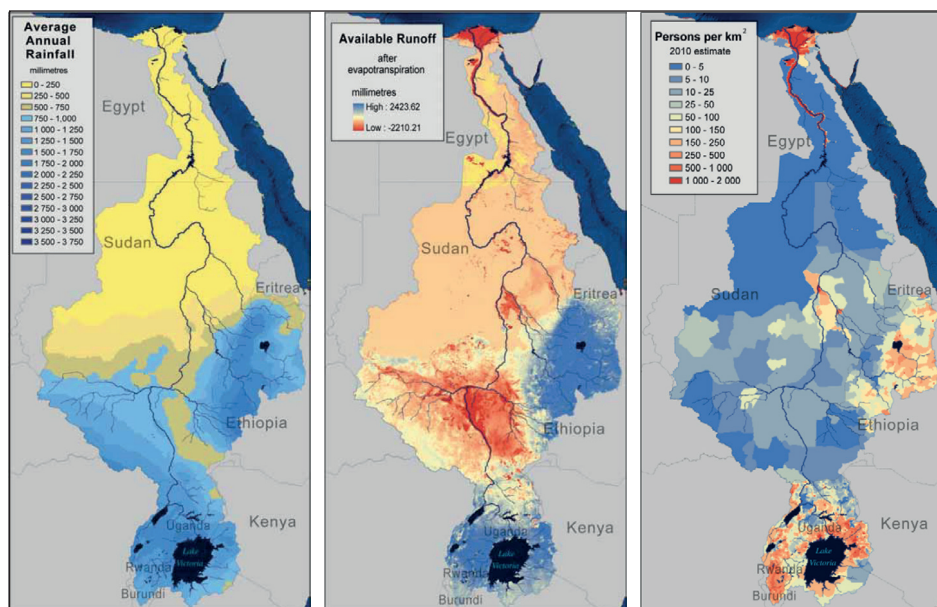 Average
Annual
Rainfall
millimetres
0 - 250
250 - 500
500 - 750
750 - 1,000
1 000 - 1 250
1 250 - 1 500
1 500 - 1 750
1 750 - 2 000
2 000 - 2 250
2 250 - 2 500
2 500 - 2 750
2 750 - 3 000
3 000 - 3 250
3 250 - 3 500
3 500 - 3 750
Egypt
Sudan
Eritrea
Ethiopia
Uganda
Kenya
Lake
Victoria
Rwanda
Burundi
Available Runoff
after
evapotranspiration
millimetres
High : 2423.62
Low : -2210.21
Egypt
Sudan
Eritrea
Ethiopia
Uganda
Kenya
Lake
Victoria
Rwanda
Burundi
Persons per km²
2010 estimate
0 - 5
5 - 10
10 - 25
25 - 50
50 - 100
100 - 150
150 - 250
250 - 500
500 - 1 000
1 000 - 2 000
Egypt
Sudan
Eritrea
Ethiopia
Uganda
Kenya
Lake
Victoria
Rwanda
Burundi